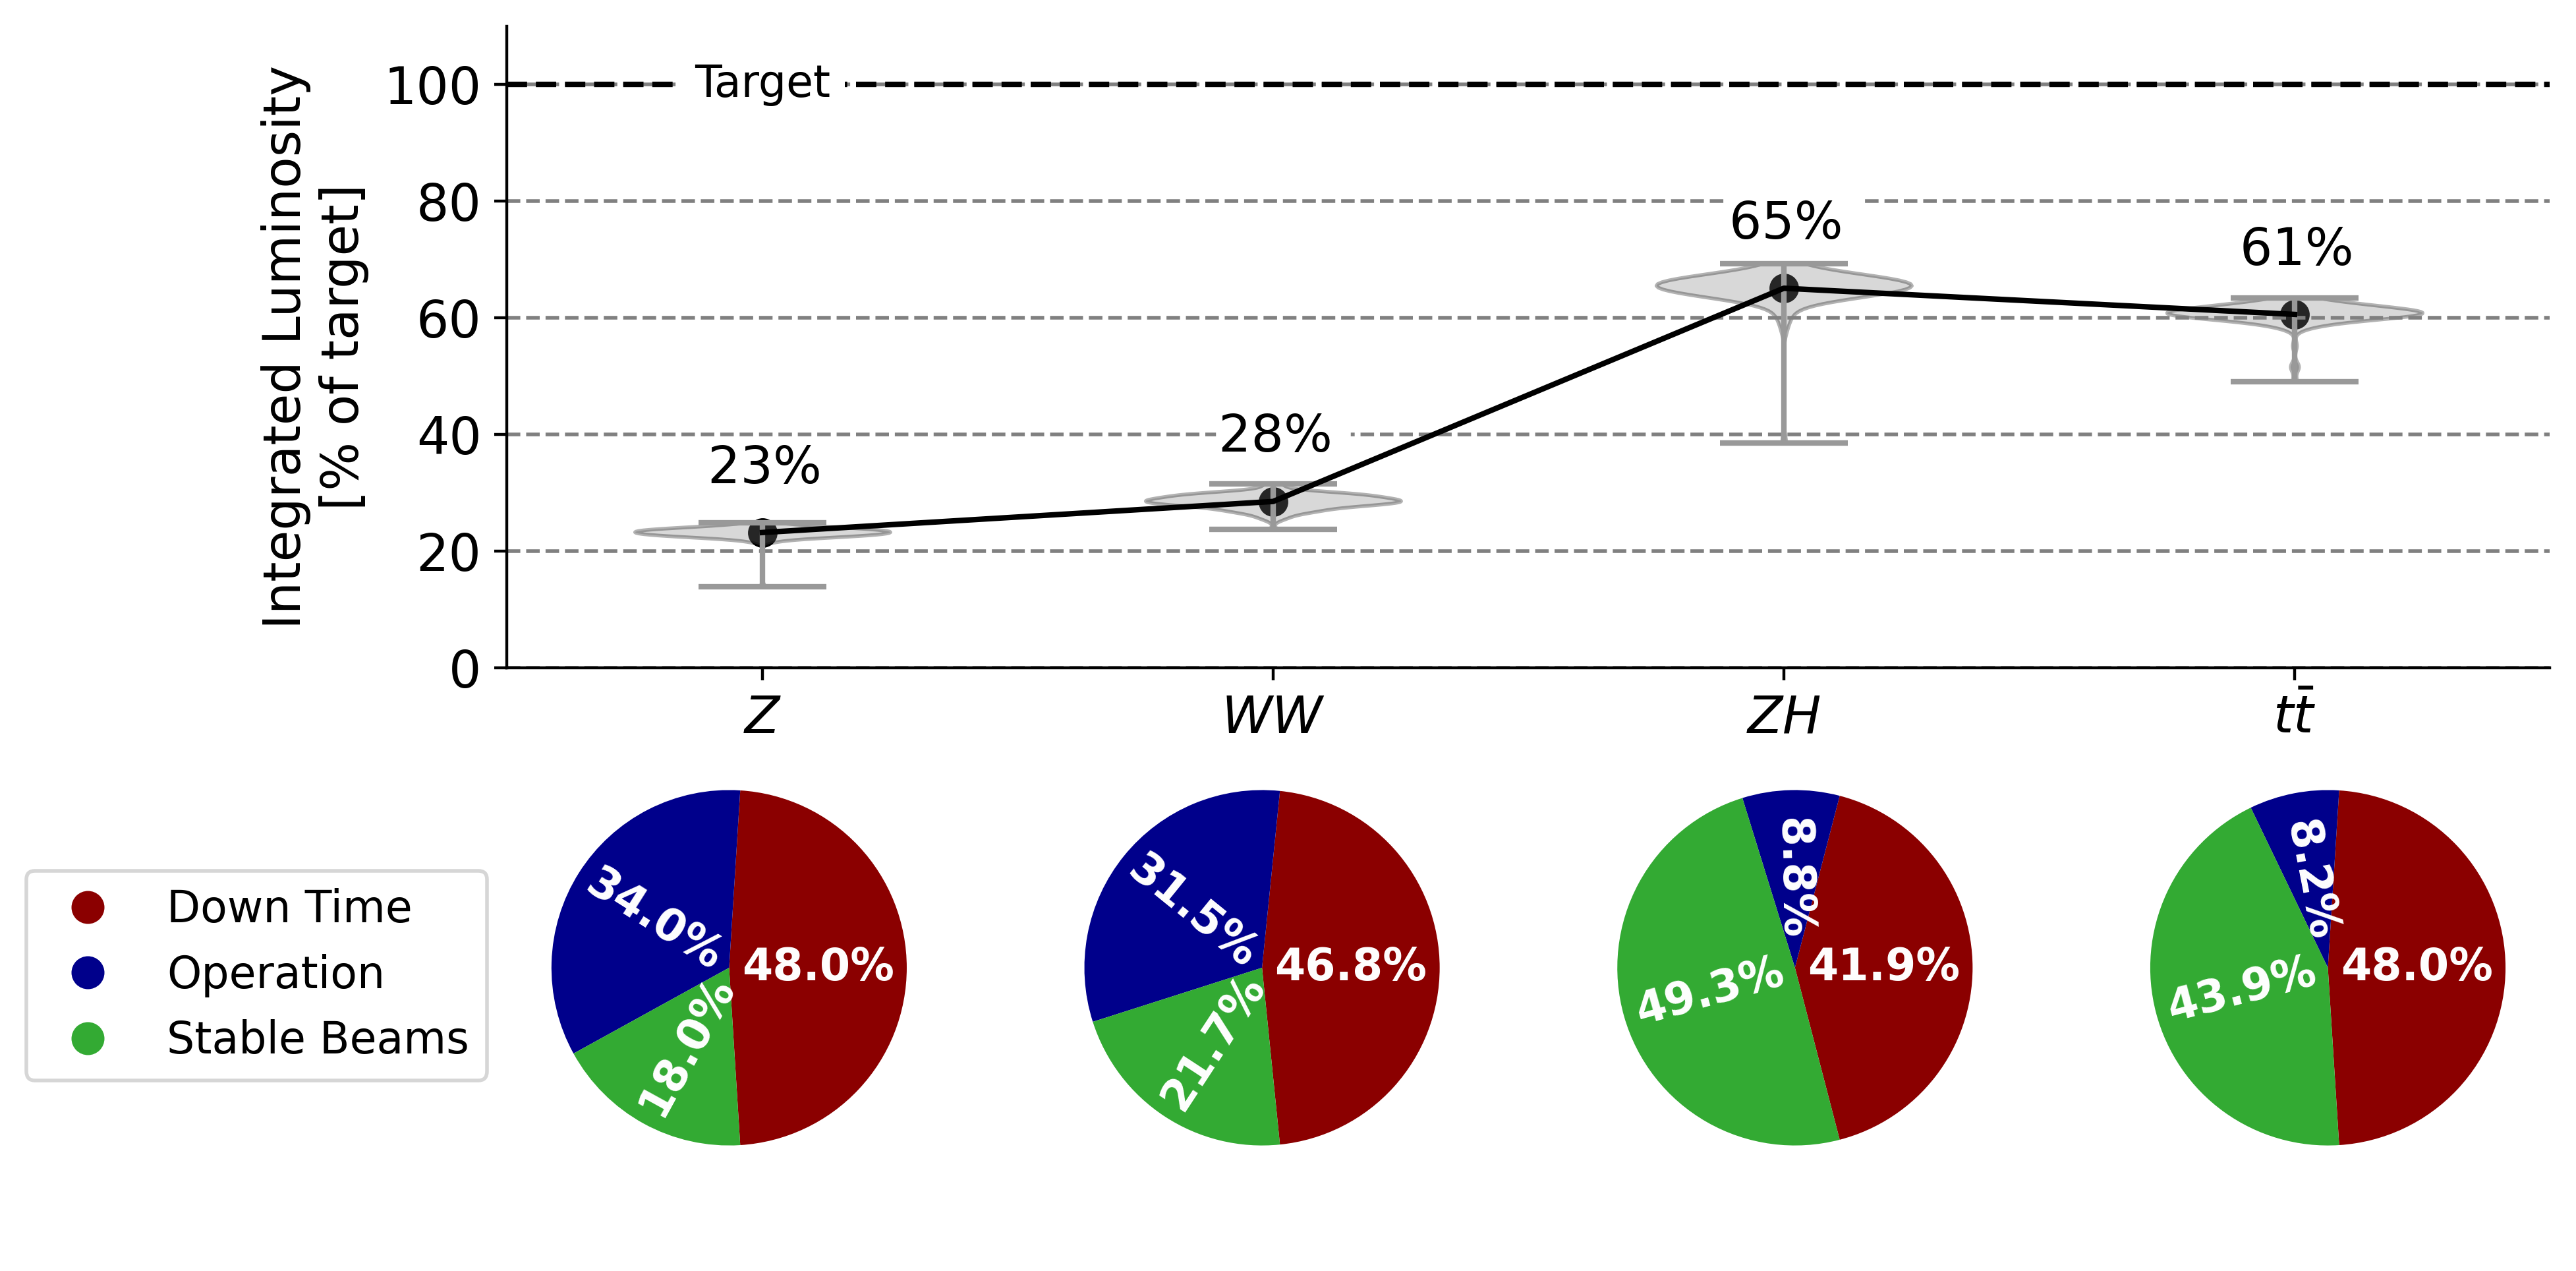 Integrated Luminosity
[% of target]
100
80
60
40
20
0
Target
23%
28%
65%
61%
Z
WW
ZH
tt̄
Down Time
Operation
Stable Beams
34.0%
48.0%
18.0%
31.5%
46.8%
21.7%
8.8%
41.9%
49.3%
8.2%
48.0%
43.9%